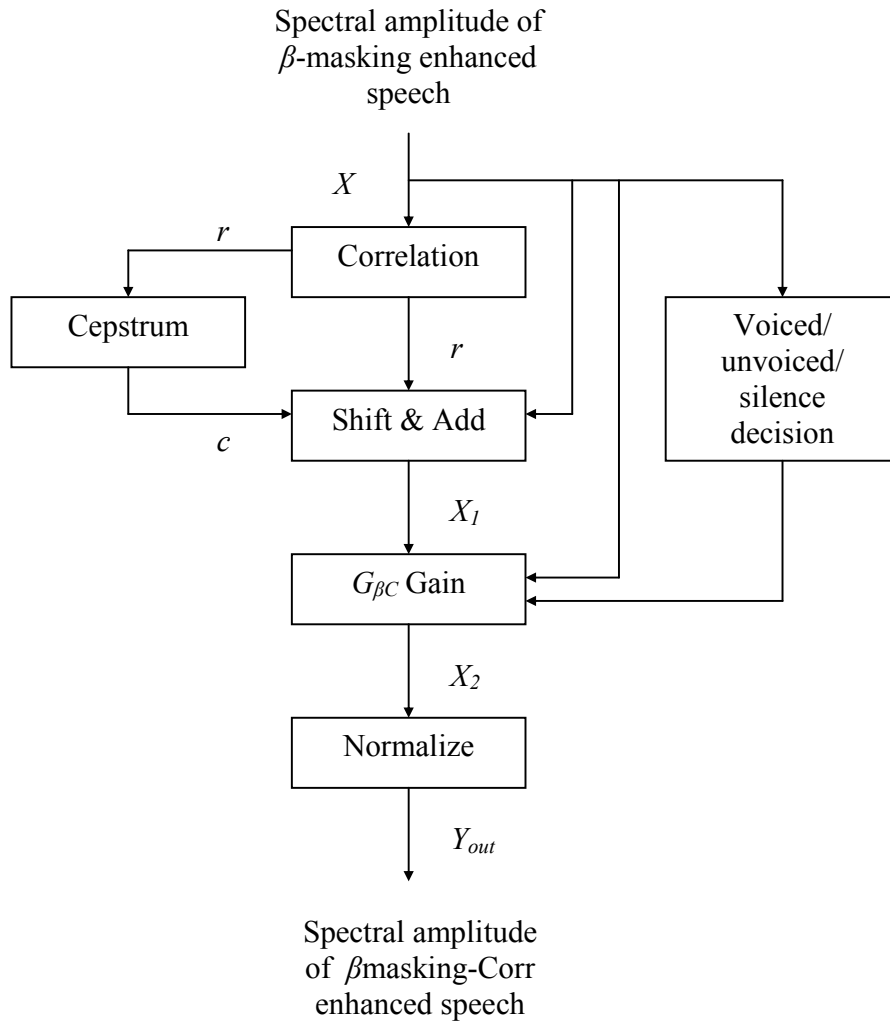 Spectral amplitude of
β-masking enhanced
speech
X
r
Correlation
Cepstrum
Voiced/
unvoiced/
silence
decision
r
Shift & Add
c
X1
GβC Gain
X2
Normalize
Yout
Spectral amplitude
of βmasking-Corr
enhanced speech